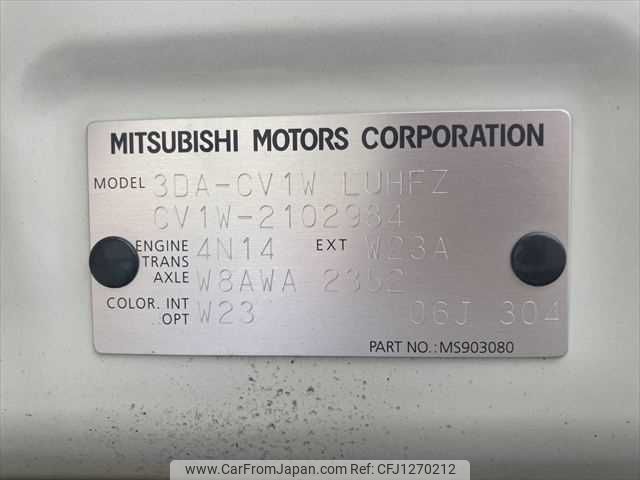 MITSUBISHI MOTORS CORPORATION
MODEL 3DA-CV1W LUHFZ
CV1W-2102984
ENGINE 4N14 EXT W23A
TRANS
AXLE W8AWA 2352
COLOR. INT W23 06J 304
OPT
PART NO.:MS903080
www.CarFromJapan.com CFJ1270212